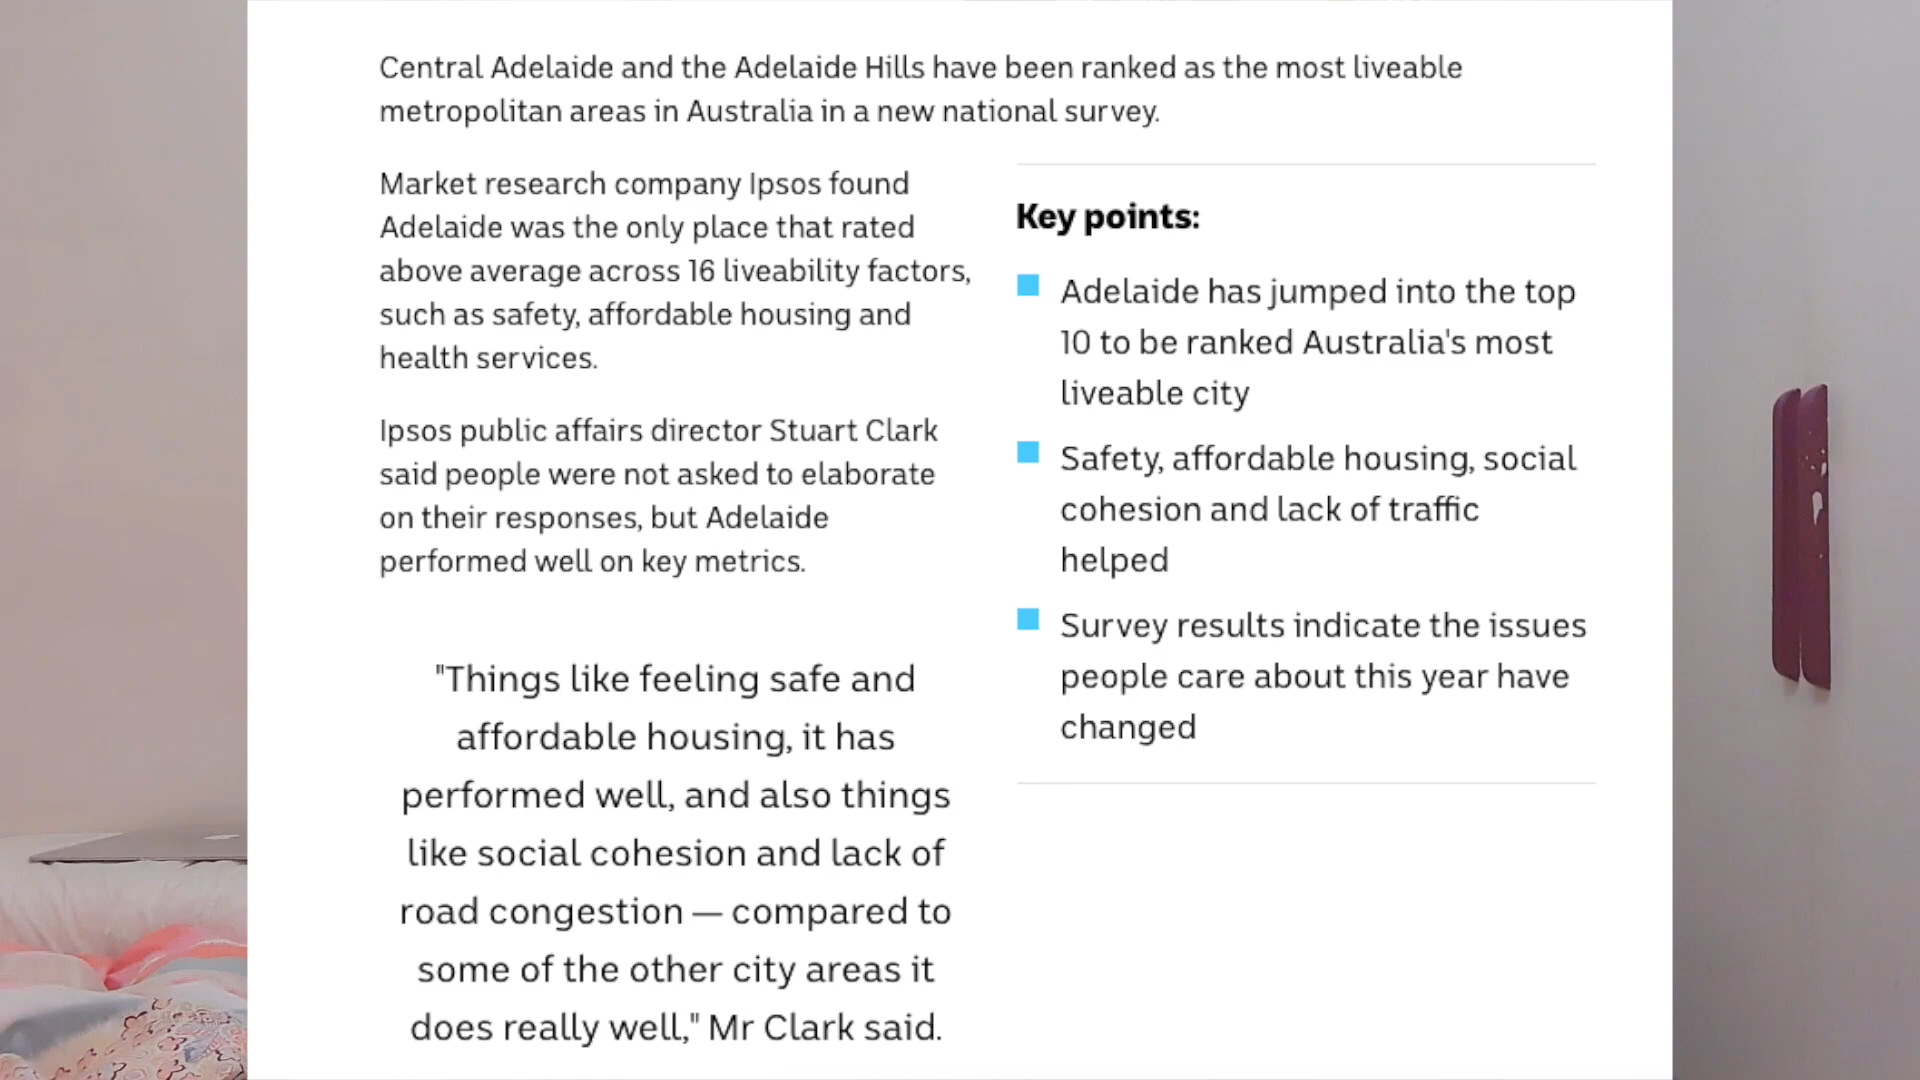 Central Adelaide and the Adelaide Hills have been ranked as the most liveable
metropolitan areas in Australia in a new national survey.
Market research company Ipsos found
Adelaide was the only place that rated
above average across 16 liveability factors,
such as safety, affordable housing and
health services.
Ipsos public affairs director Stuart Clark
said people were not asked to elaborate
on their responses, but Adelaide
performed well on key metrics.
"Things like feeling safe and
affordable housing, it has
performed well, and also things
like social cohesion and lack of
road congestion — compared to
some of the other city areas it
does really well," Mr Clark said.
Key points:
Adelaide has jumped into the top
10 to be ranked Australia's most
liveable city
Safety, affordable housing, social
cohesion and lack of traffic
helped
Survey results indicate the issues
people care about this year have
changed